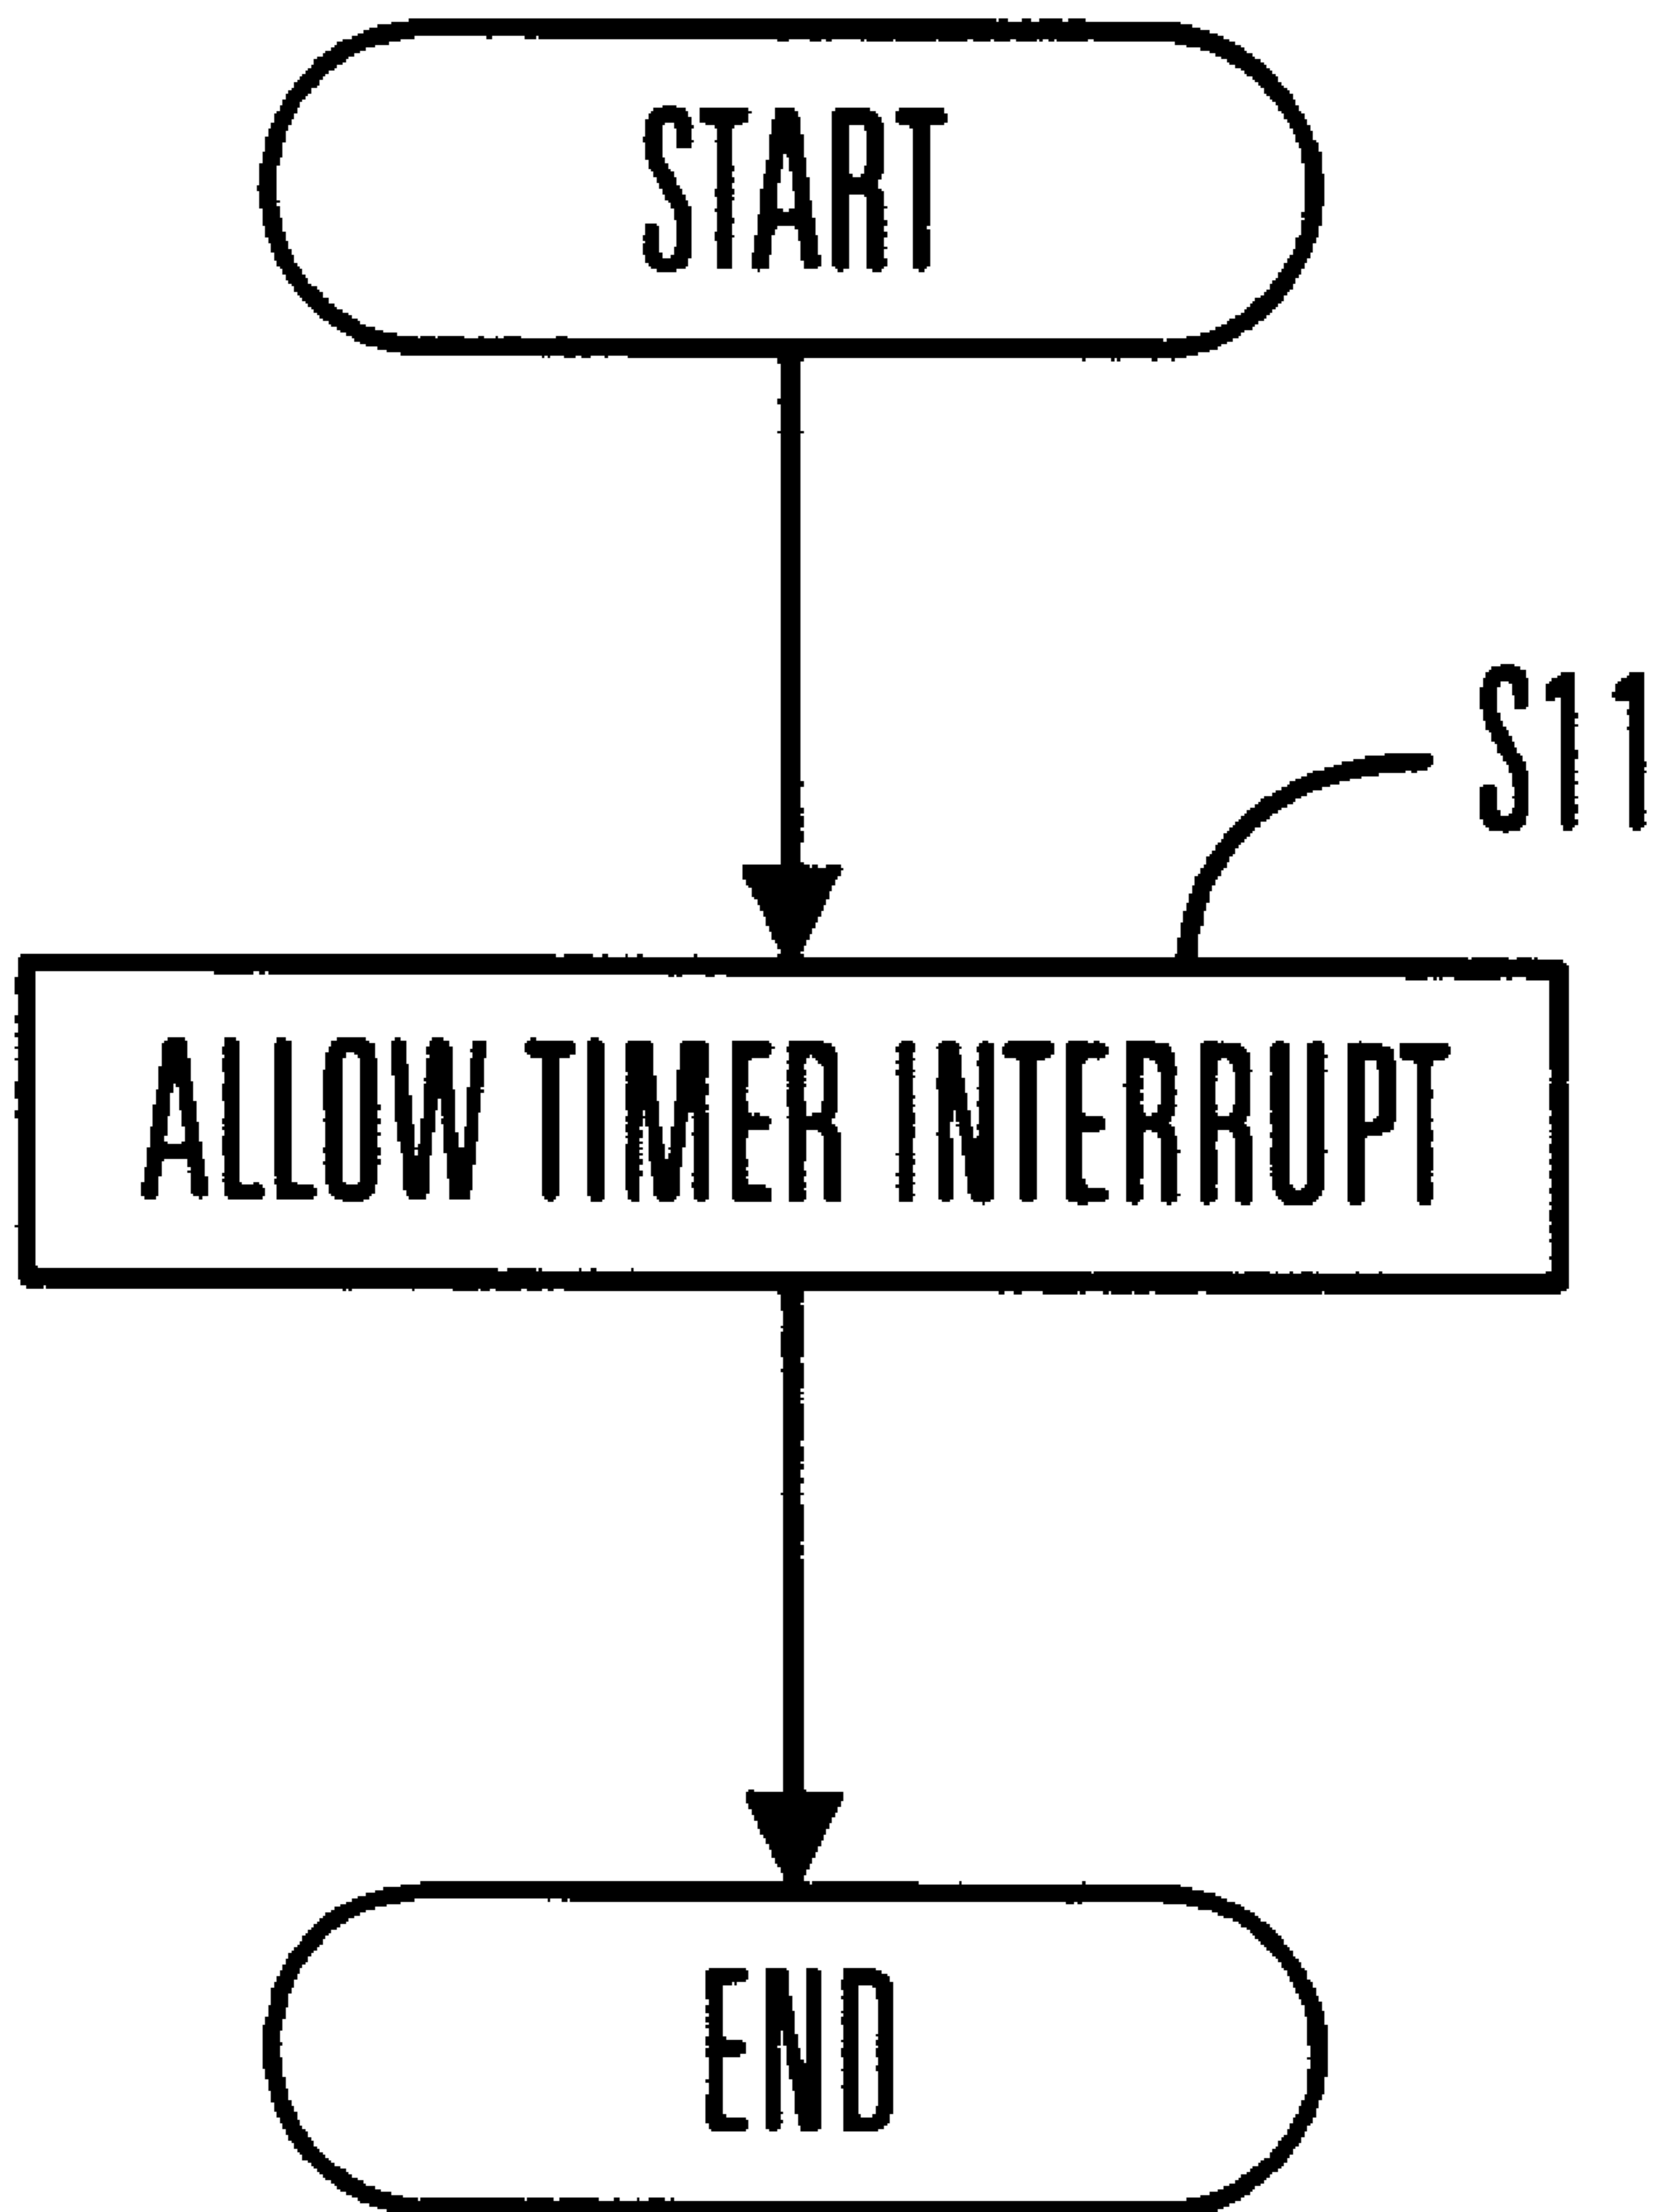 START
S11
ALLOW TIMER INTERRUPT
END